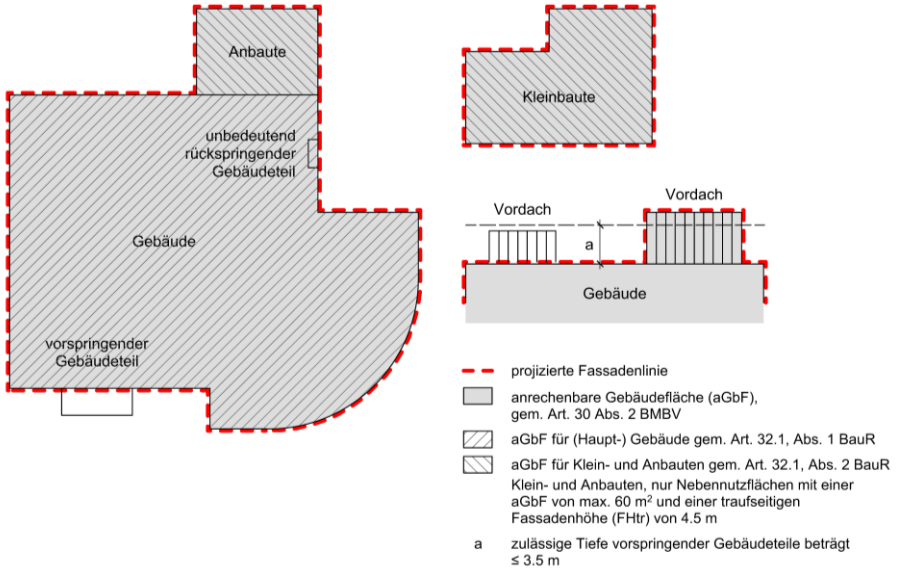 Anbaute
unbedeutend
rückspringender
Gebäudeteil
Gebäude
vorspringender
Gebäudeteil
Kleinbaute
Vordach
Vordach
a
Gebäude
projizierte Fassadenlinie
anrechenbare Gebäudefläche (aGbF),
gem. Art. 30 Abs. 2 BMBV
aGbF für (Haupt-) Gebäude gem. Art. 32.1, Abs. 1 BauR
aGbF für Klein- und Anbauten gem. Art. 32.1, Abs. 2 BauR
Klein- und Anbauten, nur Nebennutzflächen mit einer
aGbF von max. 60 m² und einer traufseitigen
Fassadenhöhe (FHtr) von 4.5 m
a zulässige Tiefe vorspringender Gebäudeteile beträgt
≤ 3.5 m